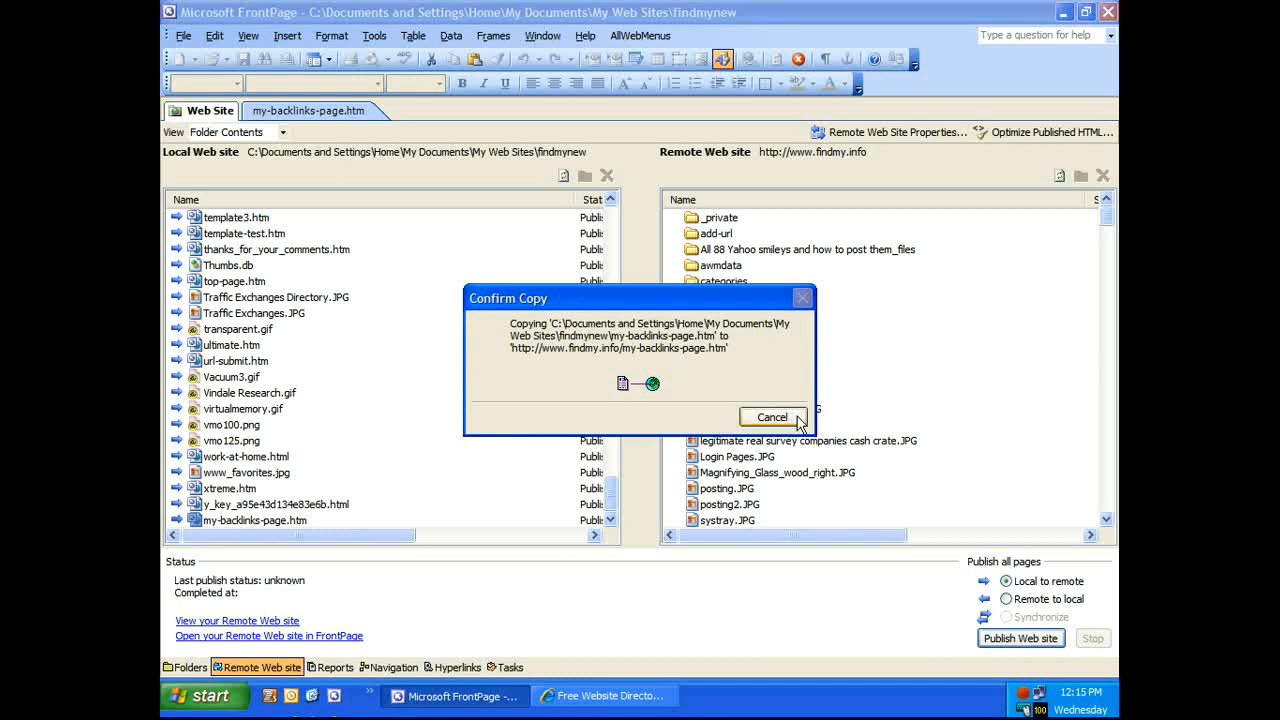 Microsoft FrontPage - C:\Documents and Settings\Home\My Documents\My Web Sites\findmynew
File Edit View Insert Format Tools Table Data Frames Window Help AllWebMenus Type a question for help
Web Site my-backlinks-page.htm
View Folder Contents Remote Web Site Properties... Optimize Published HTML...
Local Web site C:\Documents and Settings\Home\My Documents\My Web Sites\findmynew Remote Web site http://www.findmy.info
Name Stat
template3.htm Publi
template-test.htm Publi
thanks_for_your_comments.htm Publi
Thumbs.db Publi
top-page.htm Publi
Traffic Exchanges Directory.JPG
Traffic Exchanges.JPG
transparent.gif
ultimate.htm
url-submit.htm
Vacuum3.gif
Vindale Research.gif
virtualmemory.gif
vmo100.png
vmo125.png Publi
work-at-home.html Publi
www_favorites.jpg Publi
xtreme.htm Publi
y_key_a95e43d134e83e6b.html Publi
my-backlinks-page.htm Publi
Name S
_private
add-url
All 88 Yahoo smileys and how to post them_files
awmdata
categories
Confirm Copy
Copying 'C:\Documents and Settings\Home\My Documents\My
Web Sites\findmynew\my-backlinks-page.htm' to
'http://www.findmy.info/my-backlinks-page.htm'
Cancel
legitimate real survey companies cash crate.JPG
Login Pages.JPG
Magnifying_Glass_wood_right.JPG
posting.JPG
posting2.JPG
systray.JPG
Status
Last publish status: unknown
Completed at:
View your Remote Web site
Open your Remote Web site in FrontPage
Publish all pages
Local to remote
Remote to local
Synchronize
Publish Web site Stop
Folders Remote Web site Reports Navigation Hyperlinks Tasks
start Microsoft FrontPage -... Free Website Directo... 100 12:15 PM
Wednesday